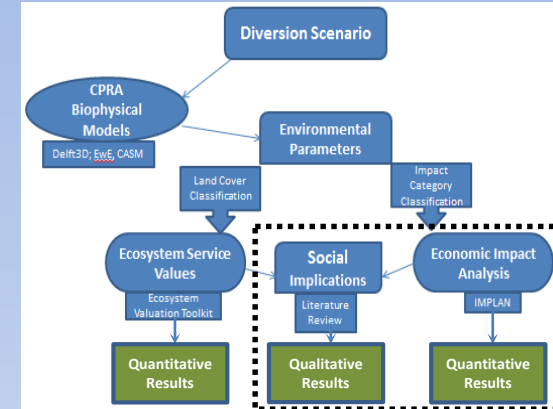 Diversion Scenario
CPRA
Biophysical
Models
Delft3D; EwE, CASM
Environmental
Parameters
Land Cover
Classification
Impact
Category
Classification
Ecosystem Service
Values
Ecosystem
Valuation Toolkit
Social
Implications
Literature
Review
Economic Impact
Analysis
IMPLAN
Quantitative
Results
Qualitative
Results
Quantitative
Results